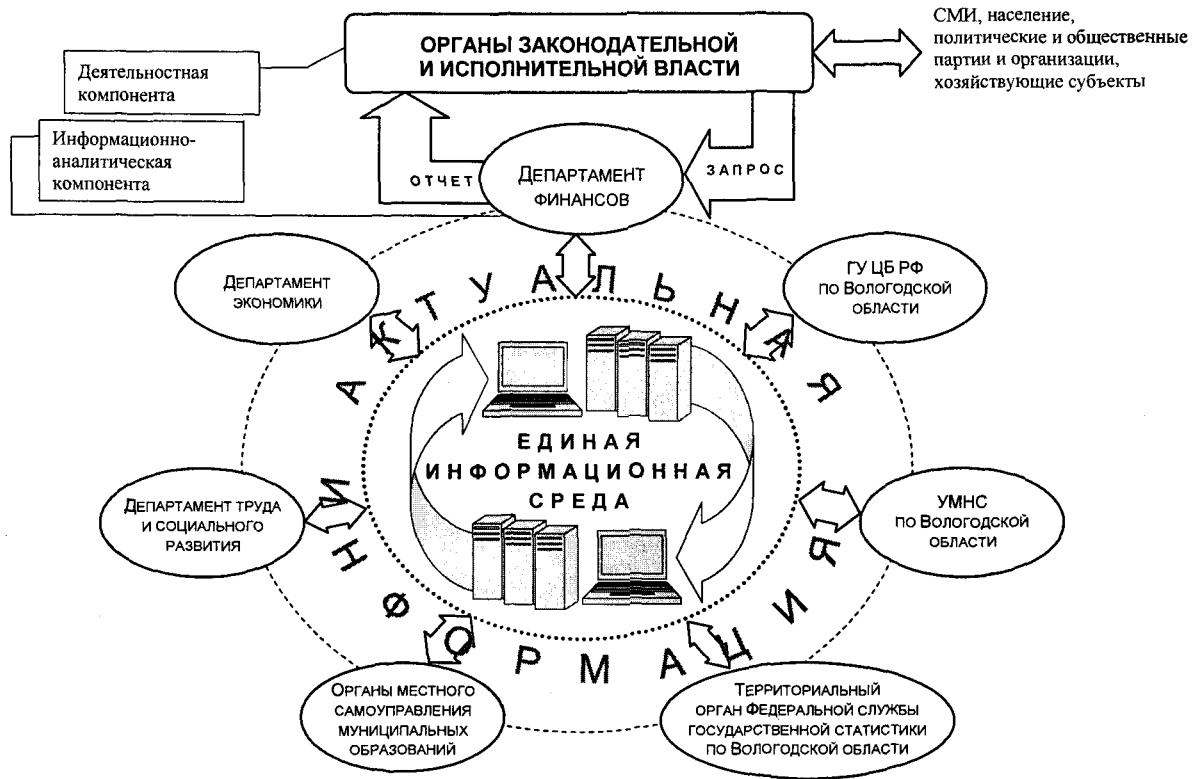 ОРГАНЫ ЗАКОНОДАТЕЛЬНОЙ
И ИСПОЛНИТЕЛЬНОЙ ВЛАСТИ
СМИ, население,
политические и общественные
партии и организации,
хозяйствующие субъекты
Деятельностная
компонента
Информационно-
аналитическая
компонента
ОТЧЕТ
ДЕПАРТАМЕНТ
ФИНАНСОВ
ЗАПРОС
ДЕПАРТАМЕНТ
ЭКОНОМИКИ
ГУ ЦБ РФ
ПО ВОЛОГОДСКОЙ
ОБЛАСТИ
АКТУАЛЬНАЯ
ИНФОРМАЦИЯ
ЕДИНАЯ
ИНФОРМАЦИОННАЯ
СРЕДА
ДЕПАРТАМЕНТ ТРУДА
И СОЦИАЛЬНОГО
РАЗВИТИЯ
УМНС
ПО ВОЛОГОДСКОЙ
ОБЛАСТИ
ОРГАНЫ МЕСТНОГО
САМОУПРАВЛЕНИЯ
МУНИЦИПАЛЬНЫХ
ОБРАЗОВАНИЙ
ТЕРРИТОРИАЛЬНЫЙ
ОРГАН ФЕДЕРАЛЬНОЙ СЛУЖБЫ
ГОСУДАРСТВЕННОЙ СТАТИСТИКИ
ПО ВОЛОГОДСКОЙ ОБЛАСТИ